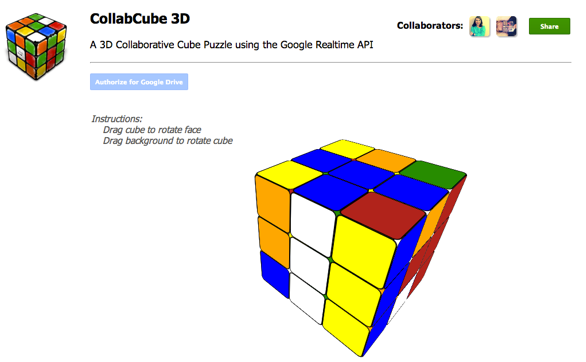 CollabCube 3D
Collaborators:
Share
A 3D Collaborative Cube Puzzle using the Google Realtime API
Authorize for Google Drive
Instructions:
Drag cube to rotate face
Drag background to rotate cube